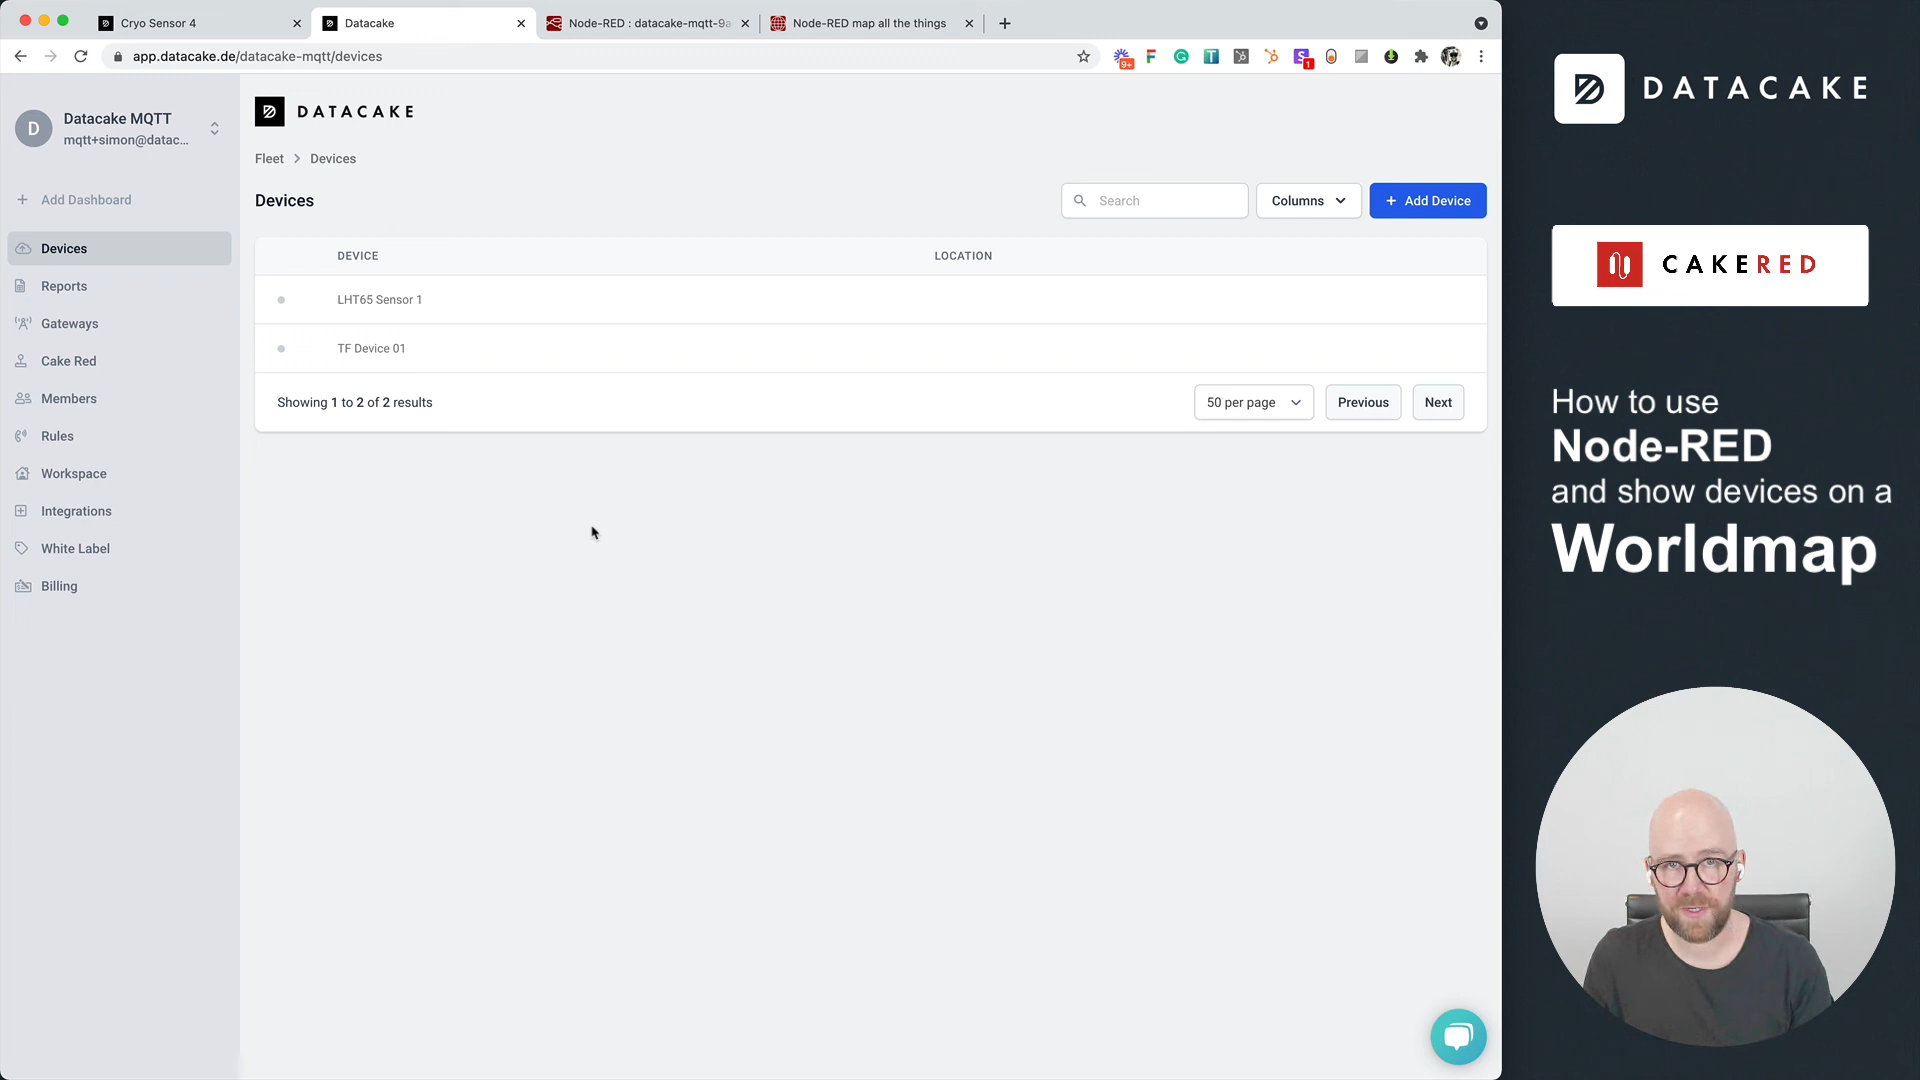 Cryo Sensor 4
Datacake
Node-RED : datacake-mqtt-9a
Node-RED map all the things
app.datacake.de/datacake-mqtt/devices
9+
1
D
Datacake MQTT
mqtt+simon@datac...
Add Dashboard
Devices
Reports
Gateways
Cake Red
Members
Rules
Workspace
Integrations
White Label
Billing
DATACAKE
Fleet > Devices
Devices
Search
Columns
+ Add Device
DEVICE LOCATION
LHT65 Sensor 1
TF Device 01
Showing 1 to 2 of 2 results
50 per page
Previous
Next
DATACAKE
CAKERED
How to use
Node-RED
and show devices on a
Worldmap